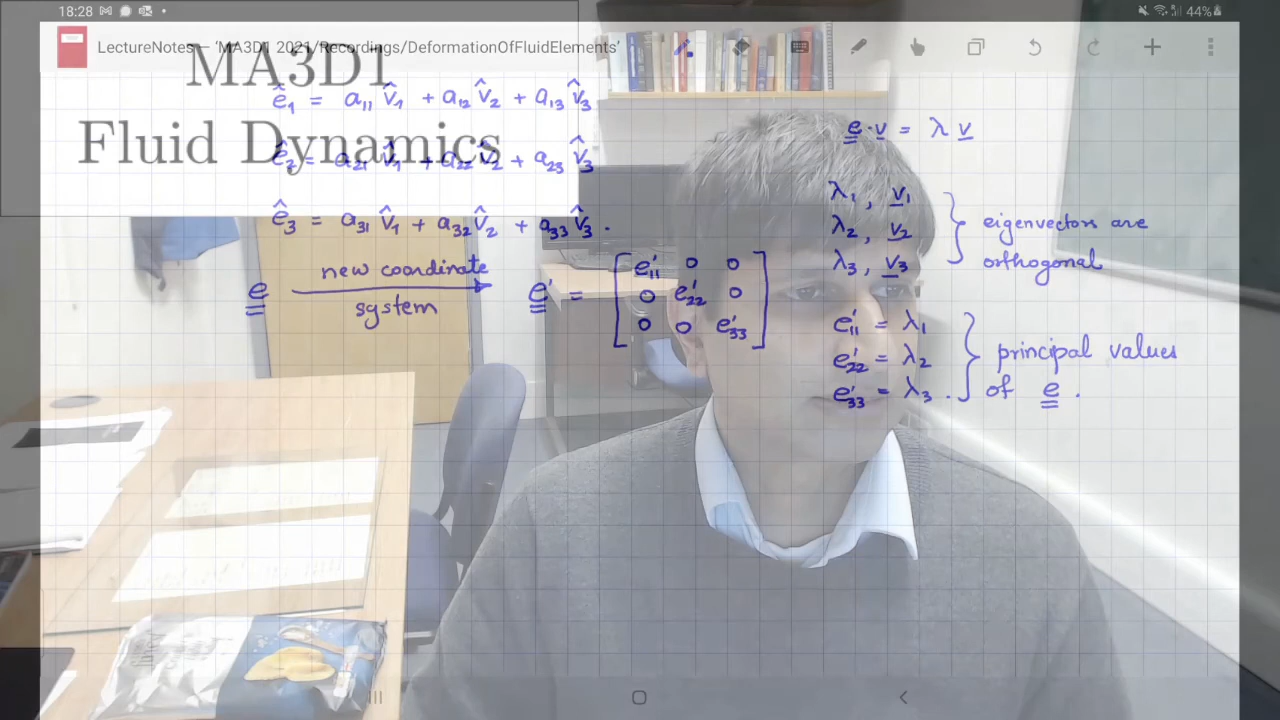 18:28
44%
LectureNotes – ‘MA3D1 2021/Recordings/DeformationOfFluidElements’
MA3D1
Fluid Dynamics
ê₁ = a₁₁ v̂₁ + a₁₂ v̂₂ + a₁₃ v̂₃
ê₂ = a₂₁ v̂₁ + a₂₂ v̂₂ + a₂₃ v̂₃
ê₃ = a₃₁ v̂₁ + a₃₂ v̂₂ + a₃₃ v̂₃ .
e new coordinate system e' = [ e'₁₁ 0 0
0 e'₂₂ 0
0 0 e'₃₃ ]
e · v = λ v
λ₁ , v₁
λ₂ , v₂
λ₃ , v₃
} eigenvectors are
orthogonal
e'₁₁ = λ₁
e'₂₂ = λ₂
e'₃₃ = λ₃ .
} principal values
of e .